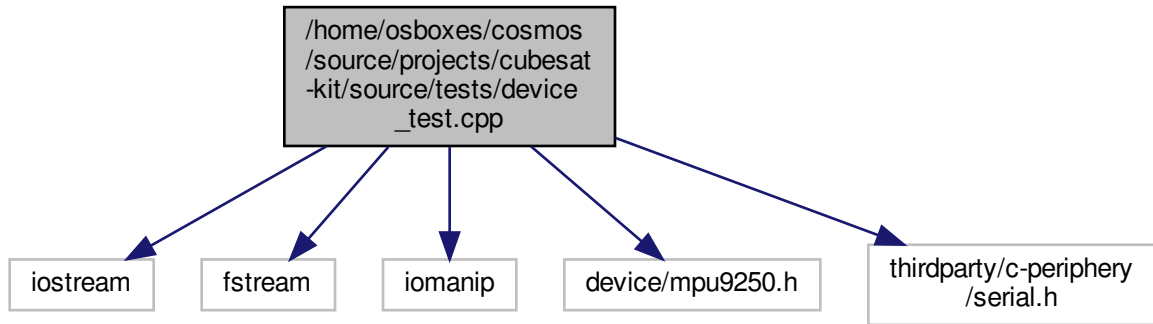 /home/osboxes/cosmos
/source/projects/cubesat
-kit/source/tests/device
_test.cpp
iostream
fstream
iomanip
device/mpu9250.h
thirdparty/c-periphery
/serial.h